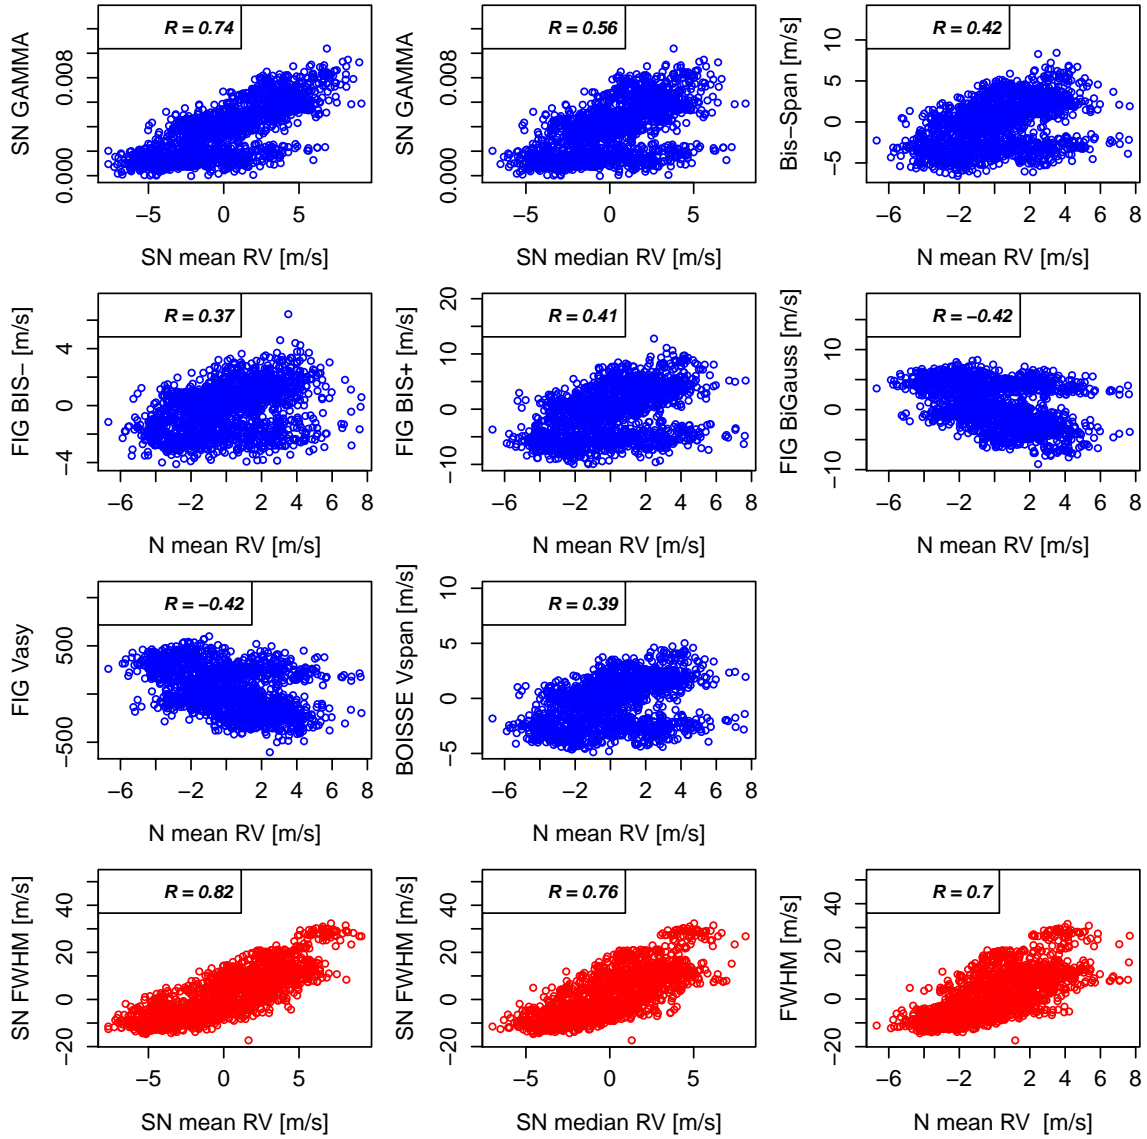 R = 0.74
SN GAMMA
0.000 0.008
−5 0 5
SN mean RV [m/s]
R = 0.56
SN GAMMA
0.000 0.008
−5 0 5
SN median RV [m/s]
R = 0.42
Bis−Span [m/s]
−5 0 5 10
−6 −2 2 4 6 8
N mean RV [m/s]
R = 0.37
FIG BIS− [m/s]
−4 0 4
−6 −2 2 4 6 8
N mean RV [m/s]
R = 0.41
FIG BIS+ [m/s]
−10 0 10 20
−6 −2 2 4 6 8
N mean RV [m/s]
R = −0.42
FIG BiGauss [m/s]
−10 0 5 15
−6 −2 2 4 6 8
N mean RV [m/s]
R = −0.42
FIG Vasy
−500 500
−6 −2 2 4 6 8
N mean RV [m/s]
R = 0.39
BOISSE Vspan [m/s]
−5 0 5 10
−6 −2 2 4 6 8
N mean RV [m/s]
R = 0.82
SN FWHM [m/s]
−20 0 20 40
−5 0 5
SN mean RV [m/s]
R = 0.76
SN FWHM [m/s]
−20 0 20 40
−5 0 5
SN median RV [m/s]
R = 0.7
FWHM [m/s]
−20 0 20 40
−6 −2 2 4 6 8
N mean RV [m/s]